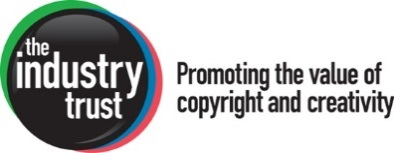 the
industry
trust
Promoting the value of
copyright and creativity